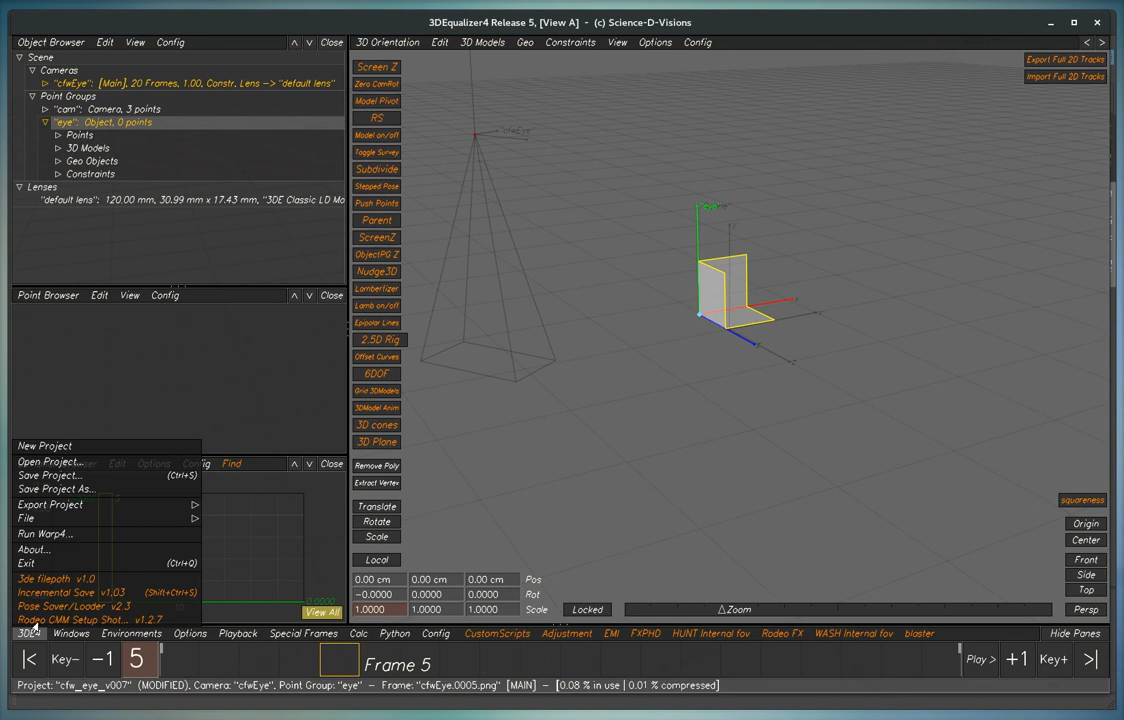 3DEqualizer4 Release 5, [View A]  -  (c) Science-D-Visions
Object Browser Edit View Config Close
Scene
Cameras
"cfwEye": [Main], 20 Frames, 1.00, Constr, Lens -> "default lens"
Point Groups
"cam": Camera, 3 points
"eye": Object, 0 points
Points
3D Models
Geo Objects
Constraints
Lenses
"default lens": 120.00 mm, 30.99 mm x 17.43 mm, "3DE Classic LD Mo
Point Browser Edit View Config Close
Edit Options Config Find Close
New Project
Open Project...
Save Project... (Ctrl+S)
Save Project As...
Export Project
File
Run Warp4...
About...
Exit (Ctrl+Q)
3de filepath v1.0
Incremental Save v1.03 (Shift+Ctrl+S)
Pose Saver/Loader v2.3
Rodeo CMM Setup Shot... v1.2.7
View All
3D Orientation Edit 3D Models Geo Constraints View Options Config < >
Screen Z
Zero CamRot
Model Pivot
RS
Model on/off
Toggle Survey
Subdivide
Stepped Pose
Push Points
Parent
ScreenZ
ObjectPG Z
Nudge3D
Lambertizer
Lamb on/off
Epipolar Lines
2.5D Rig
Offset Curves
6DOF
Grid 3DModels
3DModel Anim
3D cones
3D Plane
Remove Poly
Extract Vertex
Translate
Rotate
Scale
Local
cfwEye
Export Full 2D Tracks
Import Full 2D Tracks
squareness
Origin
Center
Front
Side
Top
Persp
0.00 cm 0.00 cm 0.00 cm Pos
-0.0000 0.0000 0.0000 Rot
1.0000 1.0000 1.0000 Scale
Locked
Zoom
3DE4 Windows Environments Options Playback Special Frames Calc Python Config CustomScripts Adjustment EMI FXPHD HUNT Internal fov Rodeo FX WASH Internal fov blaster Hide Panes
|< Key- -1 5 Frame 5 Play > +1 Key+ >|
Project: "cfw_eye_v007" (MODIFIED), Camera: "cfwEye", Point Group: "eye" - Frame: "cfwEye.0005.png" [MAIN] - [0.08 % in use | 0.01 % compressed]